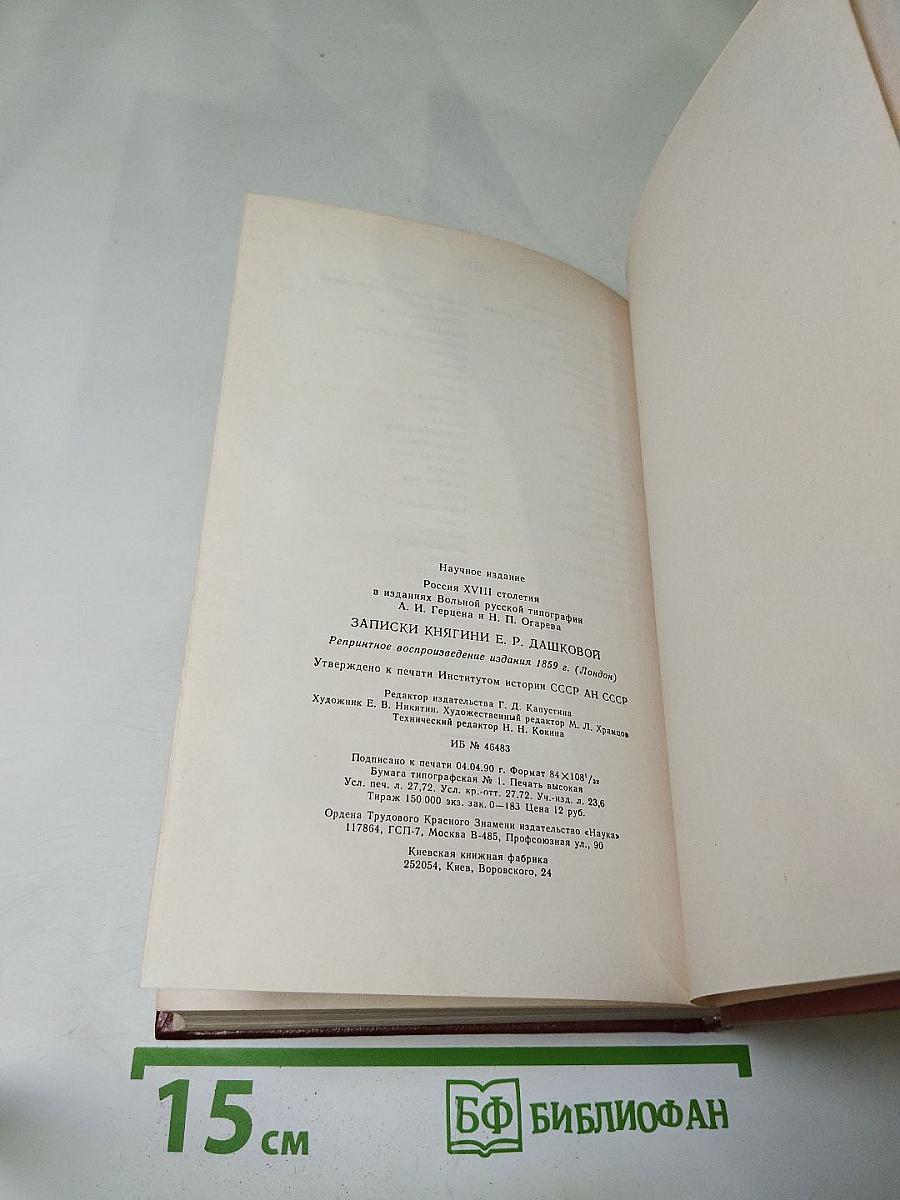 Научное издание
Россия XVIII столетия
в изданиях Вольной русской типографии
А. И. Герцена и Н. П. Огарева
ЗАПИСКИ КНЯГИНИ Е. Р. ДАШКОВОЙ
Репринтное воспроизведение издания 1859 г. (Лондон)
Утверждено к печати Институтом истории СССР АН СССР
Редактор издательства Г. Д. Капустина
Художник Е. В. Никитин. Художественный редактор М. Л. Храмцов
Технический редактор Н. Н. Кокина
ИБ № 46483
Подписано к печати 04.04.90 г. Формат 84×108¹/₃₂
Бумага типографская № 1. Печать высокая
Усл. печ. л. 27,72. Усл. кр.-отт. 27,72. Уч.-изд. л. 23,6
Тираж 150 000 экз. зак. 0—183 Цена 12 руб.
Ордена Трудового Красного Знамени издательство «Наука»
117864, ГСП-7, Москва В-485, Профсоюзная ул., 90
Киевская книжная фабрика
252054, Киев, Воровского, 24
15 см
БФ БИБЛИОФАН